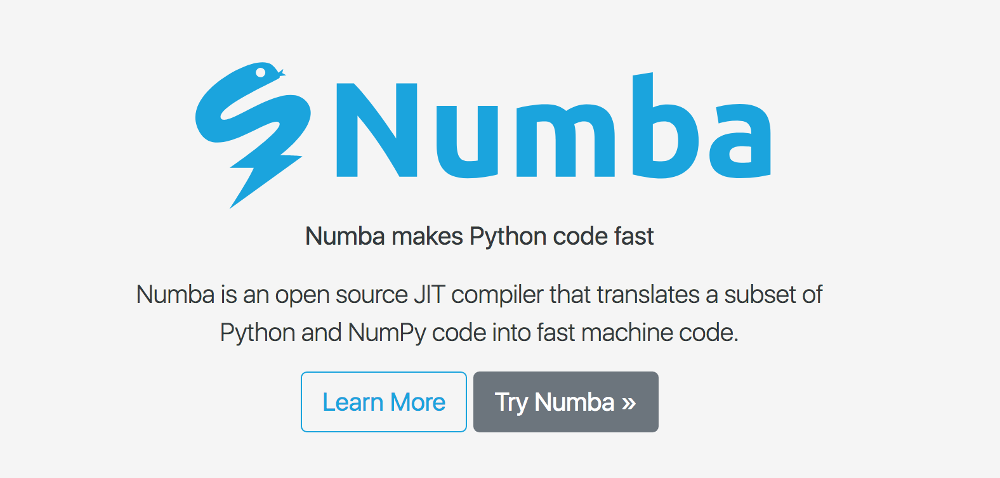 Numba
Numba makes Python code fast
Numba is an open source JIT compiler that translates a subset of
Python and NumPy code into fast machine code.
Learn More
Try Numba »